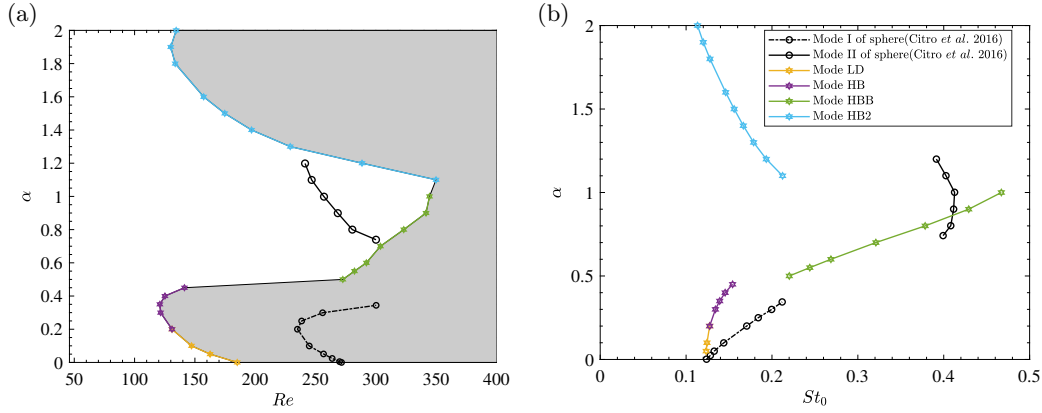 (a)
α
2
1.8
1.6
1.4
1.2
1
0.8
0.6
0.4
0.2
0
50 100 150 200 250 300 350 400
Re
(b)
α
2
1.5
1
0.5
0
0 0.1 0.2 0.3 0.4 0.5
St₀
Mode I of sphere(Citro et al. 2016)
Mode II of sphere(Citro et al. 2016)
Mode LD
Mode HB
Mode HBB
Mode HB2